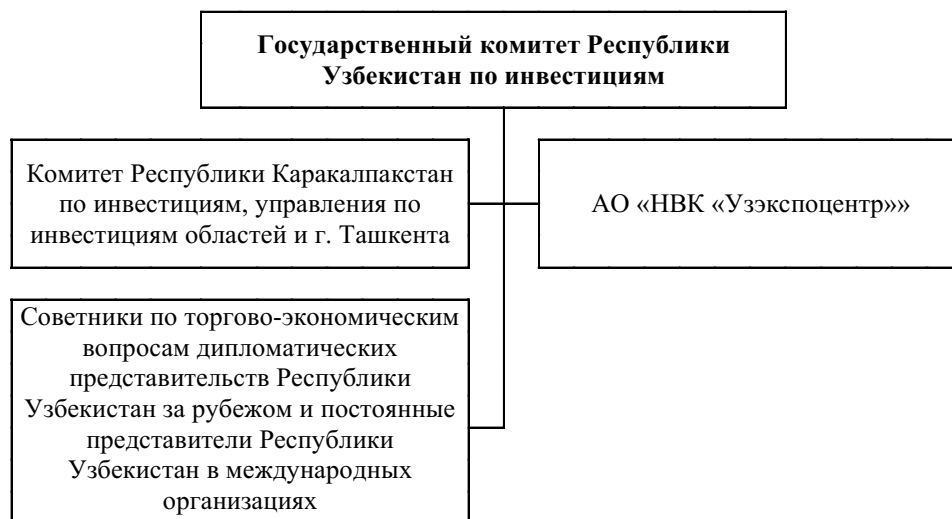 Государственный комитет Республики
Узбекистан по инвестициям
Комитет Республики Каракалпакстан
по инвестициям, управления по
инвестициям областей и г. Ташкента
АО «НВК «Узэкспоцентр»»
Советники по торгово-экономическим
вопросам дипломатических
представительств Республики
Узбекистан за рубежом и постоянные
представители Республики
Узбекистан в международных
организациях